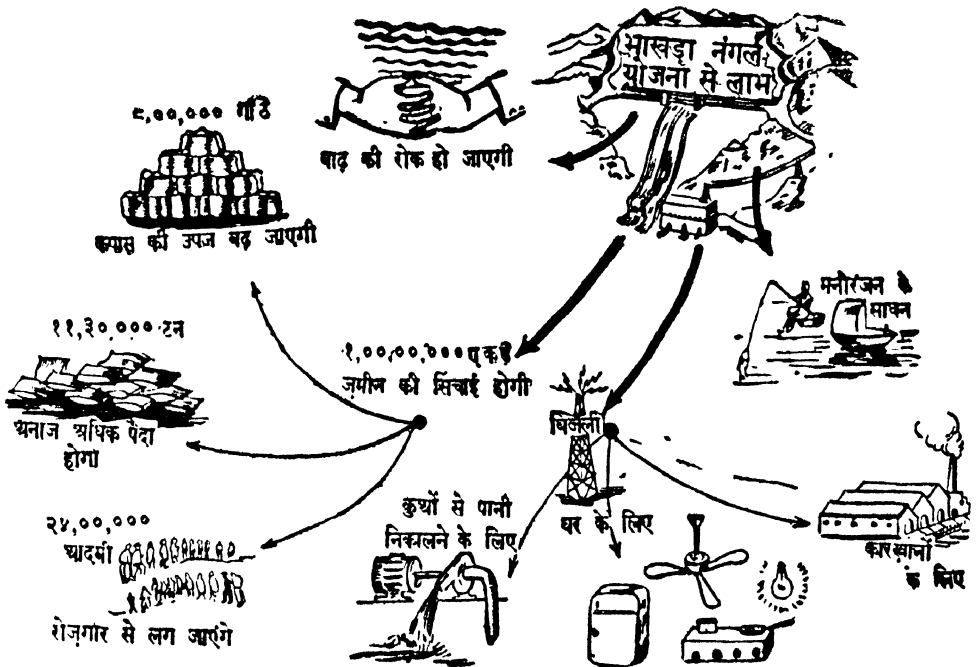 भाखड़ा नंगल
योजना से लाभ
बाढ़ की रोक हो जाएगी
८,००,००० गाँठें
कपास की उपज बढ़ जाएगी
मनोरंजन के
साधन
११,३०,००० टन
अनाज अधिक पैदा
होगा
१,००,००,००० एकड़
ज़मीन की सिंचाई होगी
बिजली
२४,००,०००
आदमी
रोज़गार से लग जाएंगे
कुओं से पानी
निकालने के लिए
घर के लिए
कारखानों
के लिए